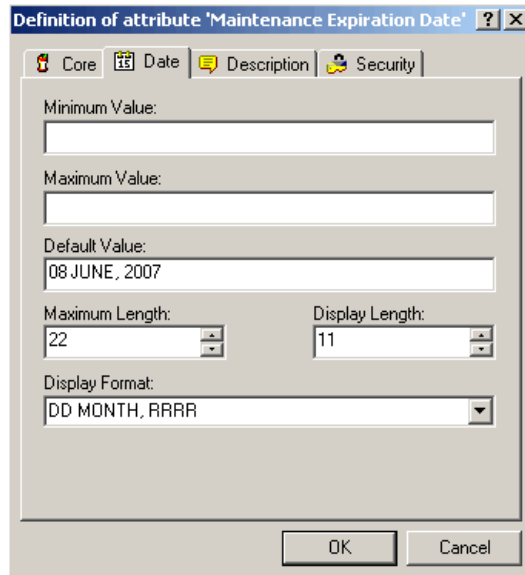 Definition of attribute 'Maintenance Expiration Date' ? X
Core Date Description Security
Minimum Value:
Maximum Value:
Default Value:
08 JUNE, 2007
Maximum Length: Display Length:
22 11
Display Format:
DD MONTH, RRRR
OK Cancel